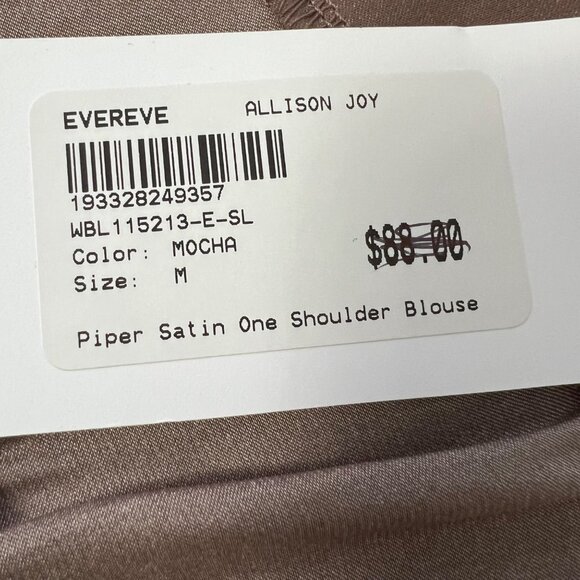 EVEREVE ALLISON JOY
193328249357
WBL115213-E-SL
Color: MOCHA
$88.00
Size: M
Piper Satin One Shoulder Blouse